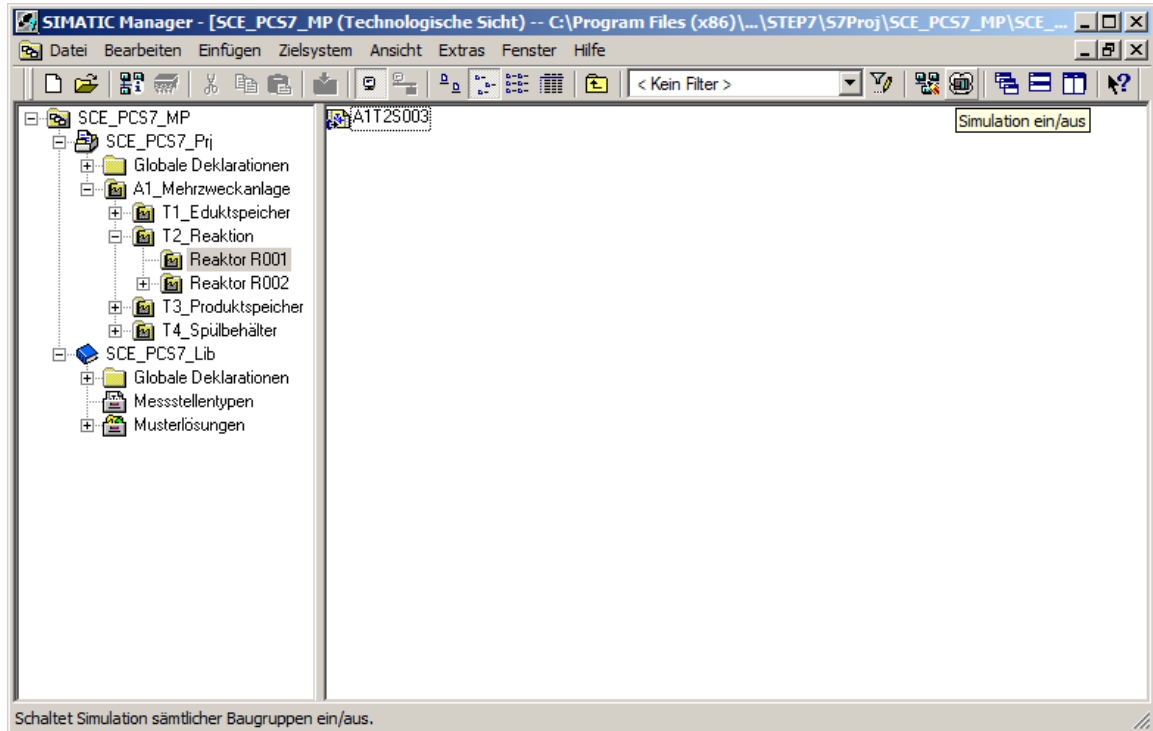 SIMATIC Manager - [SCE_PCS7_MP (Technologische Sicht) -- C:\Program Files (x86)\...\STEP7\S7Proj\SCE_PCS7_MP\SCE_...
Datei Bearbeiten Einfügen Zielsystem Ansicht Extras Fenster Hilfe
< Kein Filter >
Simulation ein/aus
SCE_PCS7_MP
SCE_PCS7_Prj
Globale Deklarationen
A1_Mehrzweckanlage
T1_Eduktspeicher
T2_Reaktion
Reaktor R001
Reaktor R002
T3_Produktspeicher
T4_Spülbehälter
SCE_PCS7_Lib
Globale Deklarationen
Messstellentypen
Musterlösungen
A1T2S003
Schaltet Simulation sämtlicher Baugruppen ein/aus.